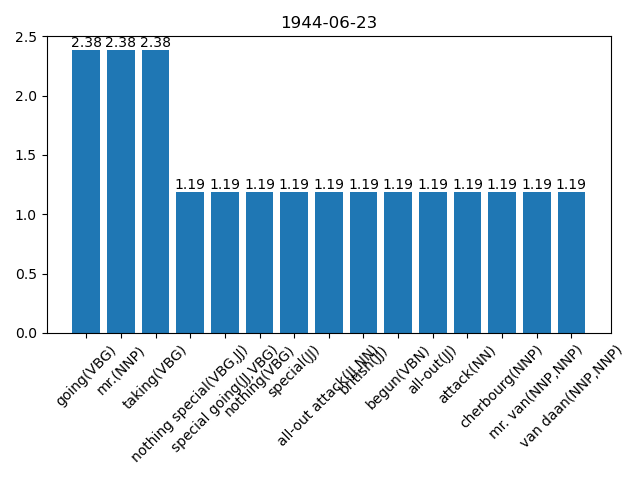 1944-06-23
2.5
2.0
1.5
1.0
0.5
0.0
2.38 2.38 2.38 1.19 1.19 1.19 1.19 1.19 1.19 1.19 1.19 1.19 1.19 1.19 1.19
going(VBG)
mr.(NNP)
taking(VBG)
nothing special(VBG,JJ)
special going(JJ,VBG)
nothing(VBG)
special(JJ)
all-out attack(JJ,NN)
british(JJ)
begun(VBN)
all-out(JJ)
attack(NN)
cherbourg(NNP)
mr. van(NNP,NNP)
van daan(NNP,NNP)